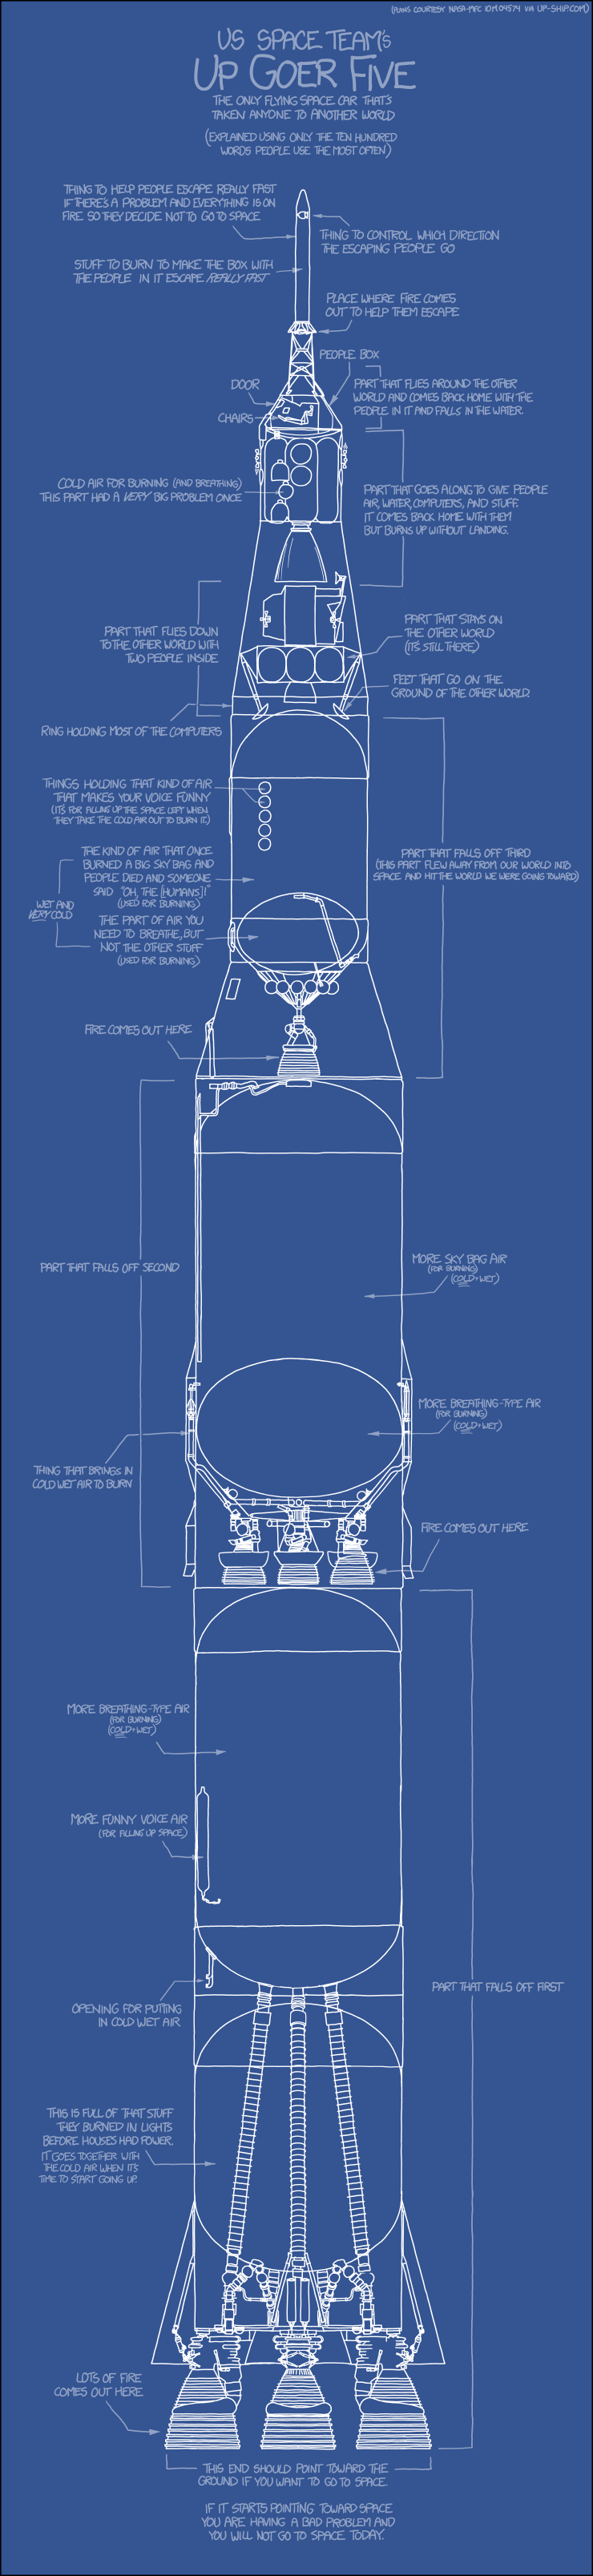 (PLANS COURTESY NASA-MFC 10M04574 VIA UP-SHIP.COM)
US SPACE TEAM'S
UP GOER FIVE
THE ONLY FLYING SPACE CAR THAT'S
TAKEN ANYONE TO ANOTHER WORLD
(EXPLAINED USING ONLY THE TEN HUNDRED
WORDS PEOPLE USE THE MOST OFTEN)
THING TO HELP PEOPLE ESCAPE REALLY FAST
IF THERE'S A PROBLEM AND EVERYTHING IS ON
FIRE SO THEY DECIDE NOT TO GO TO SPACE
THING TO CONTROL WHICH DIRECTION
THE ESCAPING PEOPLE GO
STUFF TO BURN TO MAKE THE BOX WITH
THE PEOPLE IN IT ESCAPE REALLY FAST
PLACE WHERE FIRE COMES
OUT TO HELP THEM ESCAPE
PEOPLE BOX
DOOR
PART THAT FLIES AROUND THE OTHER
WORLD AND COMES BACK HOME WITH THE
PEOPLE IN IT AND FALLS IN THE WATER.
CHAIRS
COLD AIR FOR BURNING (AND BREATHING)
THIS PART HAD A VERY BIG PROBLEM ONCE
PART THAT GOES ALONG TO GIVE PEOPLE
AIR, WATER, COMPUTERS, AND STUFF.
IT COMES BACK HOME WITH THEM
BUT BURNS UP WITHOUT LANDING.
PART THAT FLIES DOWN
TO THE OTHER WORLD WITH
TWO PEOPLE INSIDE
PART THAT STAYS ON
THE OTHER WORLD
(IT'S STILL THERE)
FEET THAT GO ON THE
GROUND OF THE OTHER WORLD
RING HOLDING MOST OF THE COMPUTERS
THINGS HOLDING THAT KIND OF AIR
THAT MAKES YOUR VOICE FUNNY
(IT'S FOR FILLING UP THE SPACE LEFT WHEN
THEY TAKE THE COLD AIR OUT TO BURN IT.)
PART THAT FALLS OFF THIRD
(THIS PART FLEW AWAY FROM OUR WORLD INTO
SPACE AND HIT THE WORLD WE WERE GOING TOWARD)
THE KIND OF AIR THAT ONCE
BURNED A BIG SKY BAG AND
PEOPLE DIED AND SOMEONE
SAID "OH, THE [HUMANS]!"
(USED FOR BURNING)
WET AND
VERY COLD
THE PART OF AIR YOU
NEED TO BREATHE, BUT
NOT THE OTHER STUFF
(USED FOR BURNING)
FIRE COMES OUT HERE
PART THAT FALLS OFF SECOND
MORE SKY BAG AIR
(FOR BURNING)
(COLD+WET)
MORE BREATHING-TYPE AIR
(FOR BURNING)
(COLD+WET)
THING THAT BRINGS IN
COLD WET AIR TO BURN
FIRE COMES OUT HERE
MORE BREATHING-TYPE AIR
(FOR BURNING)
(COLD+WET)
MORE FUNNY VOICE AIR
(FOR FILLING UP SPACE)
PART THAT FALLS OFF FIRST
OPENING FOR PUTTING
IN COLD WET AIR
THIS IS FULL OF THAT STUFF
THEY BURNED IN LIGHTS
BEFORE HOUSES HAD POWER.
IT GOES TOGETHER WITH
THE COLD AIR WHEN IT'S
TIME TO START GOING UP.
LOTS OF FIRE
COMES OUT HERE
THIS END SHOULD POINT TOWARD THE
GROUND IF YOU WANT TO GO TO SPACE.
IF IT STARTS POINTING TOWARD SPACE
YOU ARE HAVING A BAD PROBLEM AND
YOU WILL NOT GO TO SPACE TODAY.